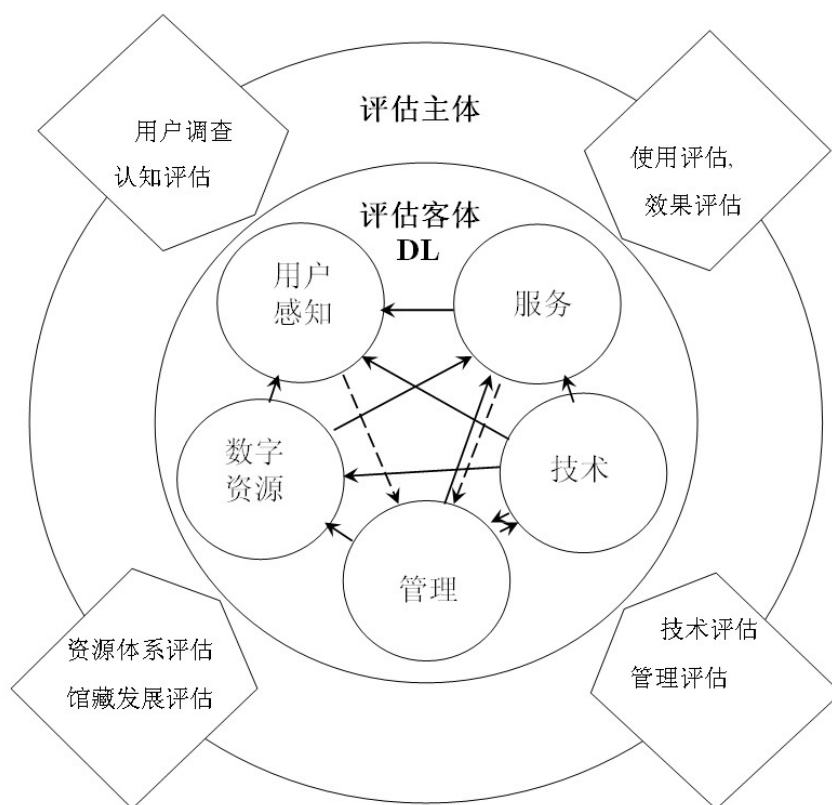 评估主体
用户调查
认知评估
使用评估,
效果评估
评估客体
DL
用户
感知
服务
数字
资源
技术
管理
资源体系评估
馆藏发展评估
技术评估
管理评估